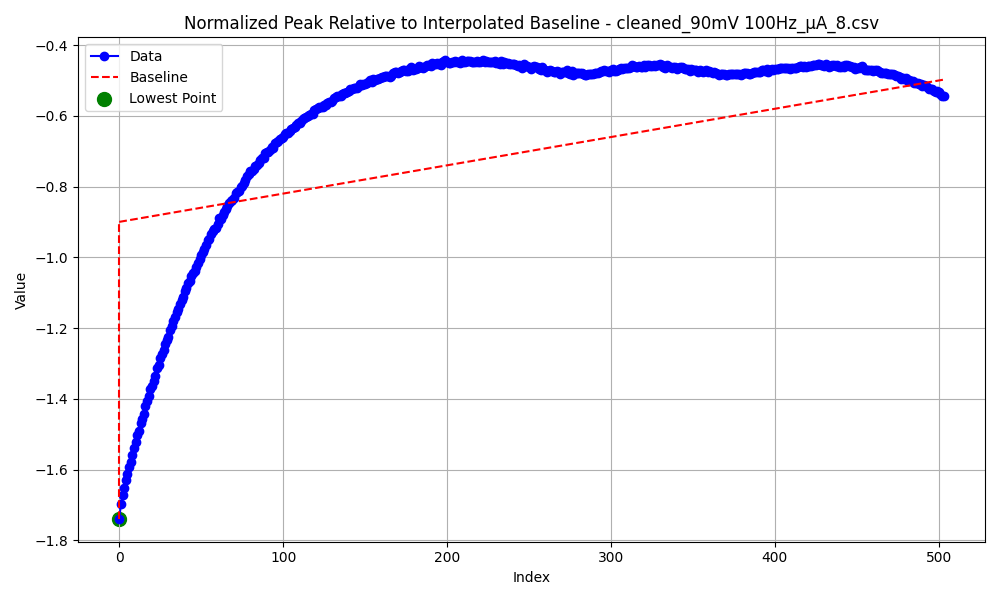 Normalized Peak Relative to Interpolated Baseline - cleaned_90mV 100Hz_µA_8.csv
Data
Baseline
Lowest Point
−0.4
−0.6
−0.8
−1.0
−1.2
−1.4
−1.6
−1.8
Value
0
100
200
300
400
500
Index